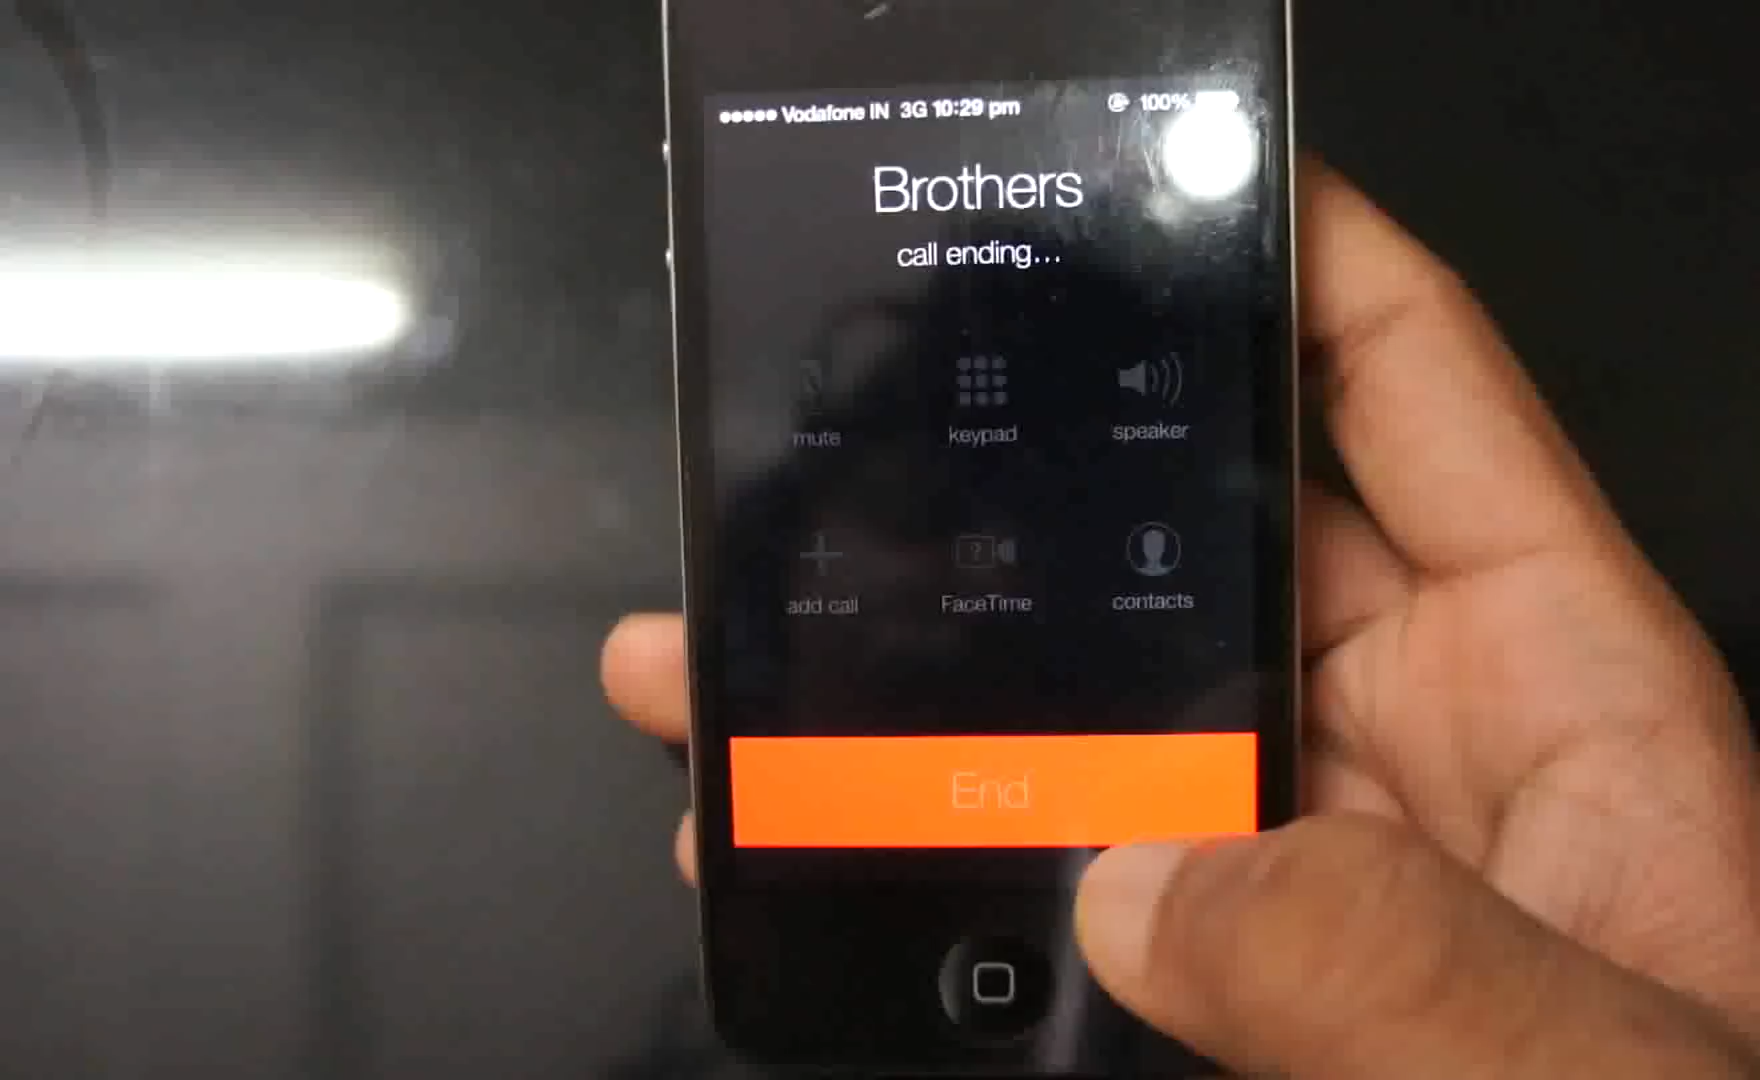 Vodafone IN 3G 10:29 pm 100%
Brothers
call ending...
mute keypad speaker
?
add call FaceTime contacts
End